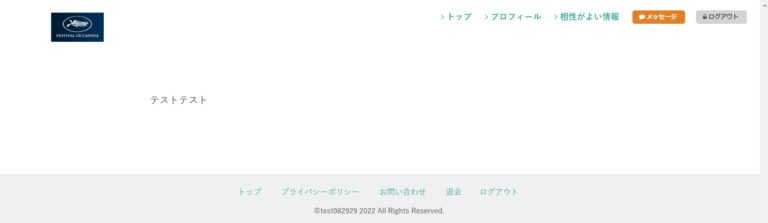 FESTIVAL DE CANNES
トップ プロフィール 相性がよい情報 メッセージ ログアウト
テストテスト
トップ プライバシーポリシー お問い合わせ 退会 ログアウト
©test082929 2022 All Rights Reserved.